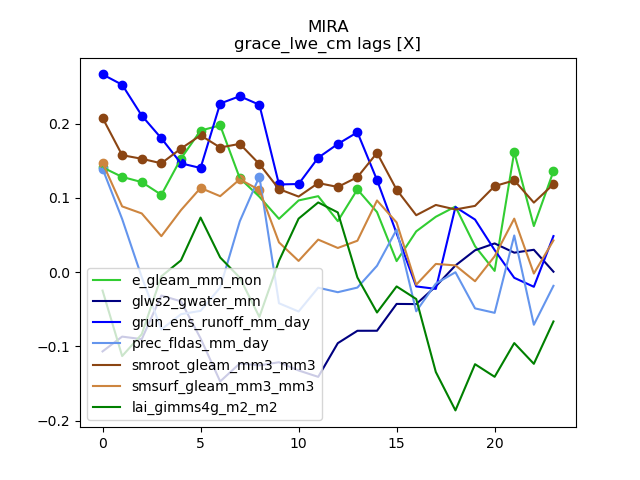 MIRA
grace_lwe_cm lags [X]
0.2
0.1
0.0
−0.1
−0.2
e_gleam_mm_mon
glws2_gwater_mm
grun_ens_runoff_mm_day
prec_fldas_mm_day
smroot_gleam_mm3_mm3
smsurf_gleam_mm3_mm3
lai_gimms4g_m2_m2
0 5 10 15 20